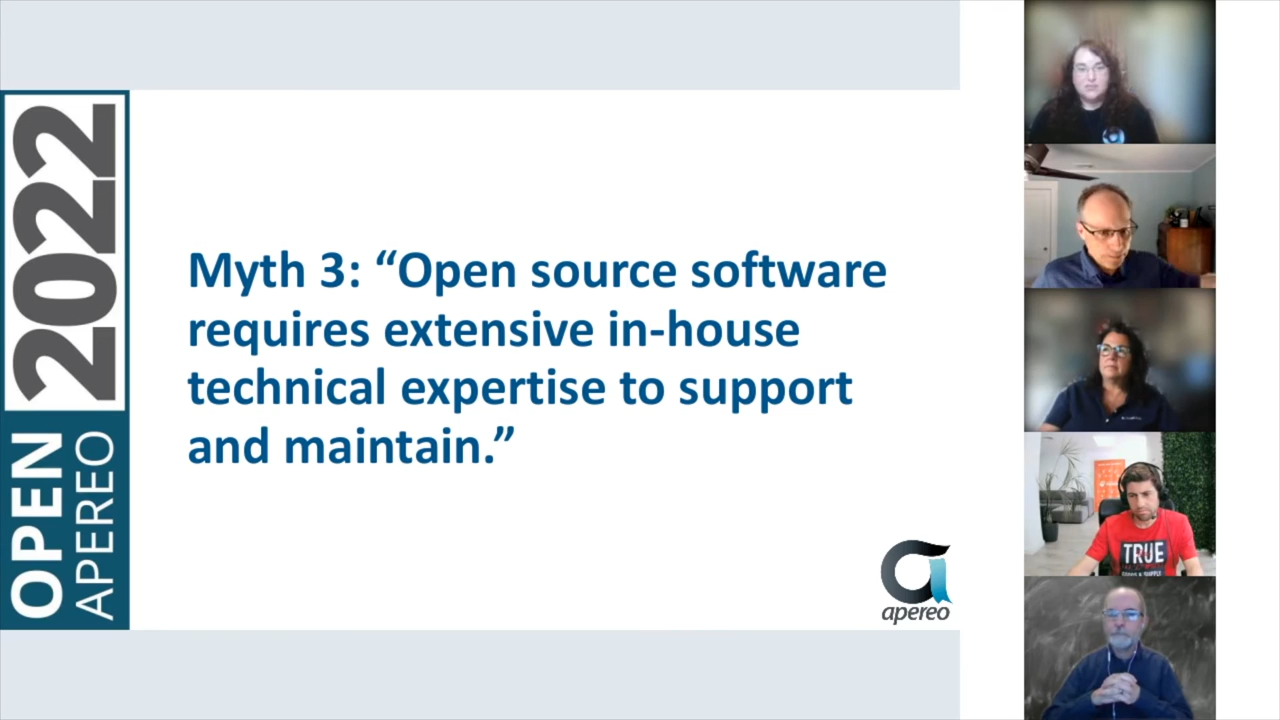 OPEN 2022
APEREO
Myth 3: “Open source software
requires extensive in-house
technical expertise to support
and maintain.”
apereo
TRUE